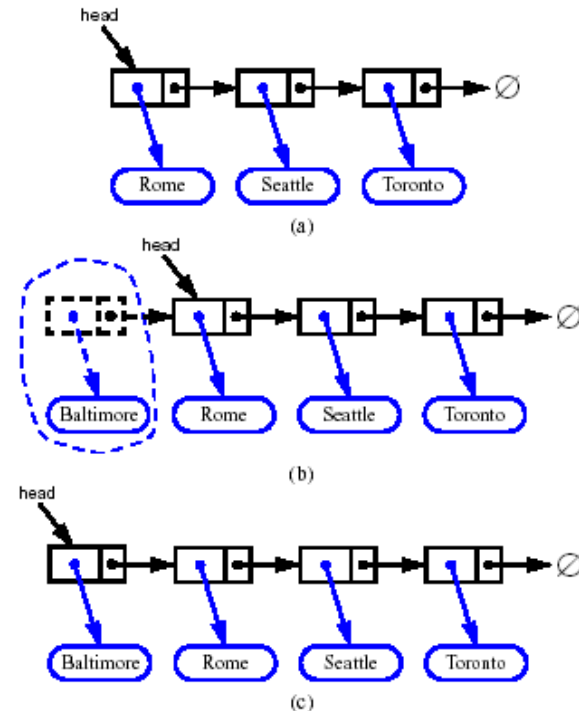 head
∅
Rome Seattle Toronto
(a)
head
∅
Baltimore Rome Seattle Toronto
(b)
head
∅
Baltimore Rome Seattle Toronto
(c)